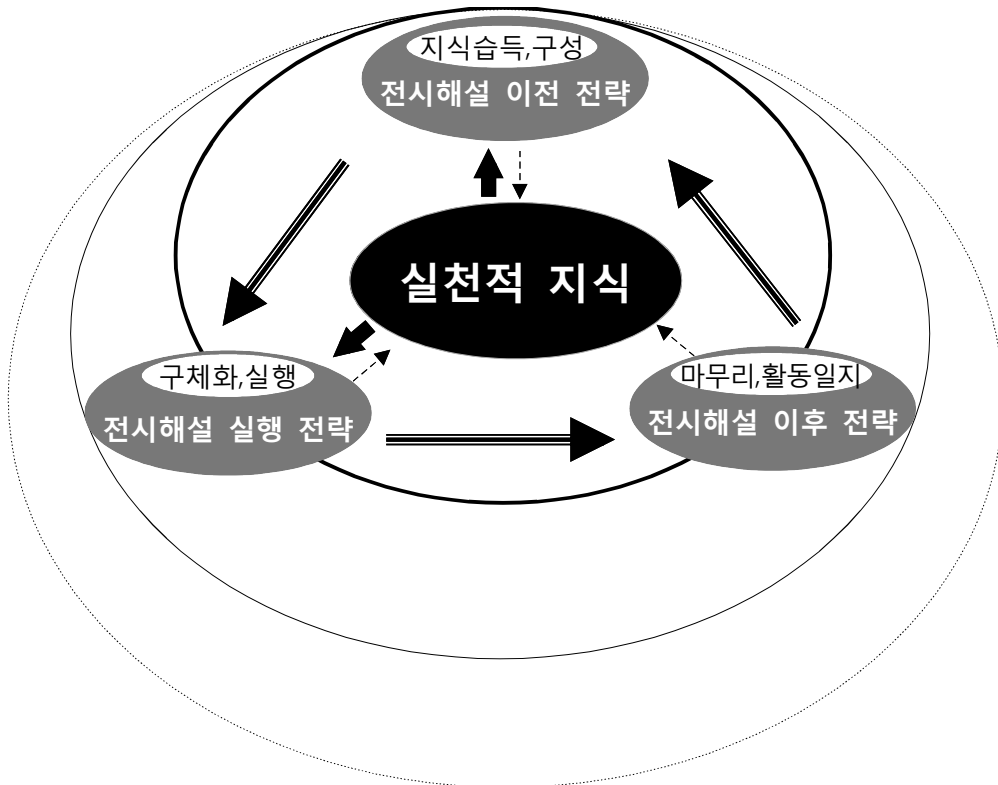 지식습득,구성
전시해설 이전 전략
실천적 지식
구체화,실행
전시해설 실행 전략
마무리,활동일지
전시해설 이후 전략